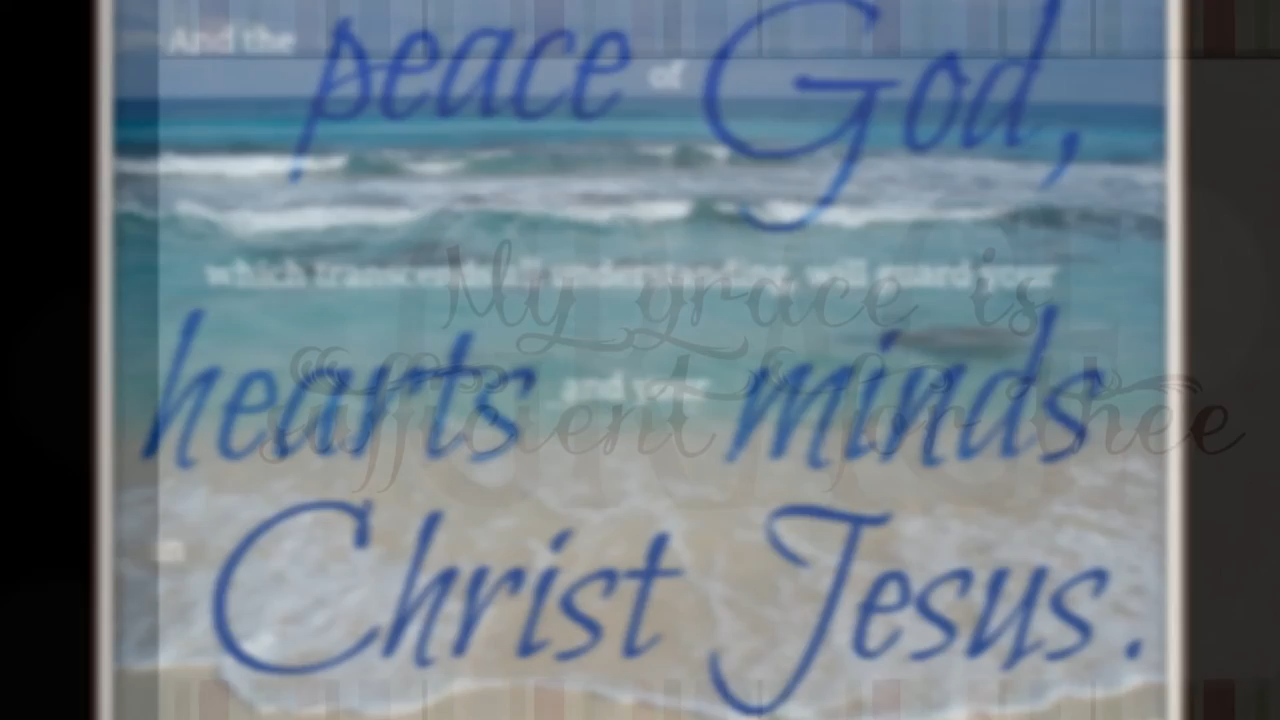 And the peace of God,
which transcends all understanding, will guard your
hearts and your minds
in Christ Jesus.
My grace is
sufficient for thee